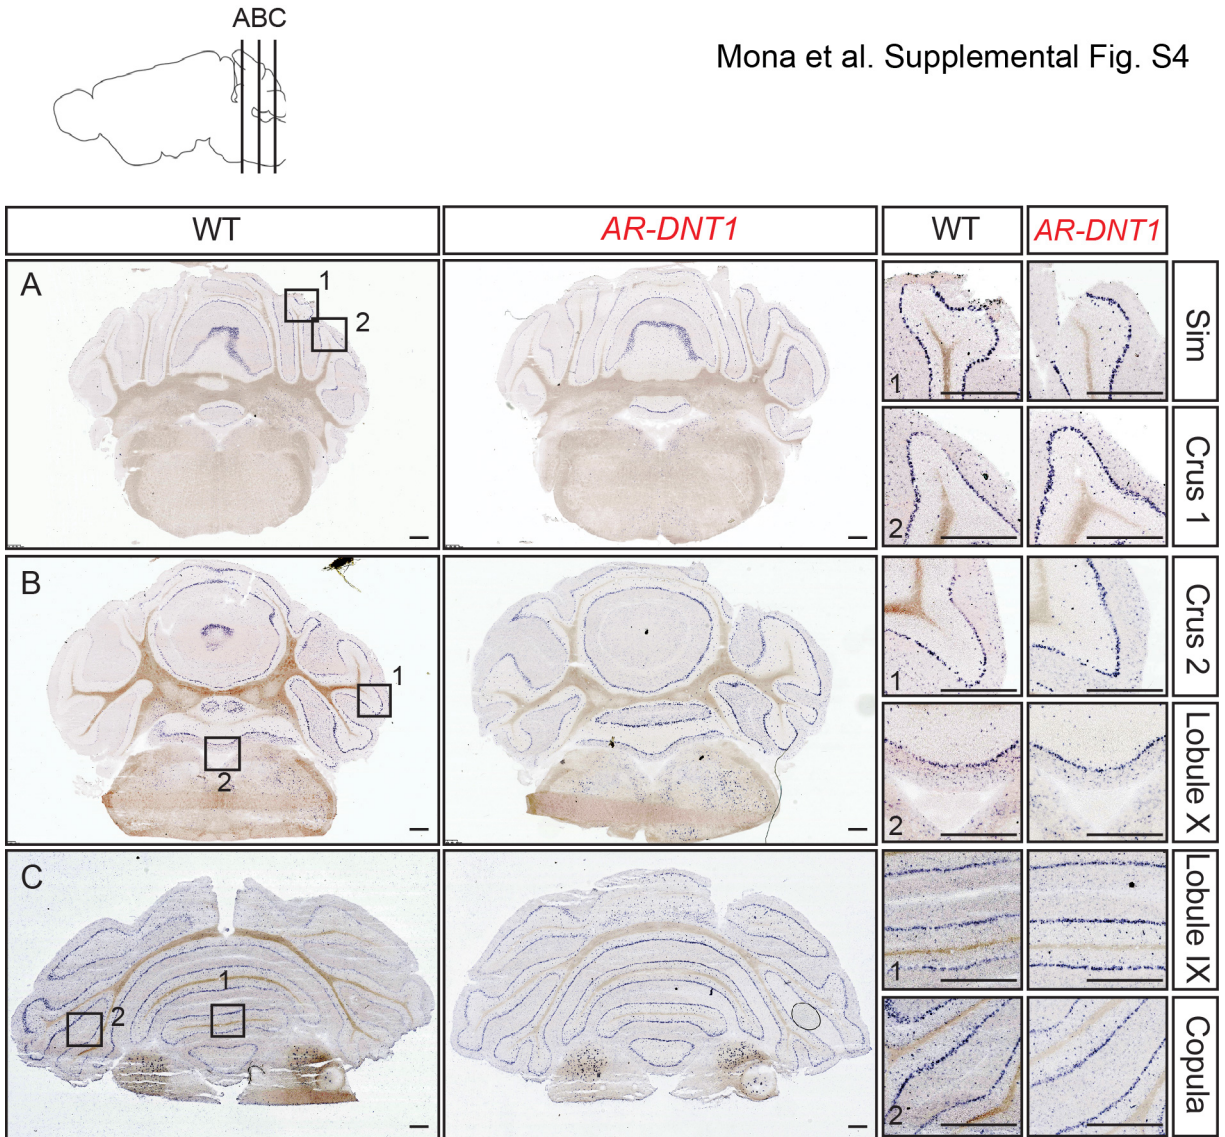 ABC
Mona et al. Supplemental Fig. S4
WT
AR-DNT1
WT
AR-DNT1
A
1
2
1
Sim
2
Crus 1
B
1
2
1
Crus 2
2
Lobule X
C
1
2
1
Lobule IX
2
Copula